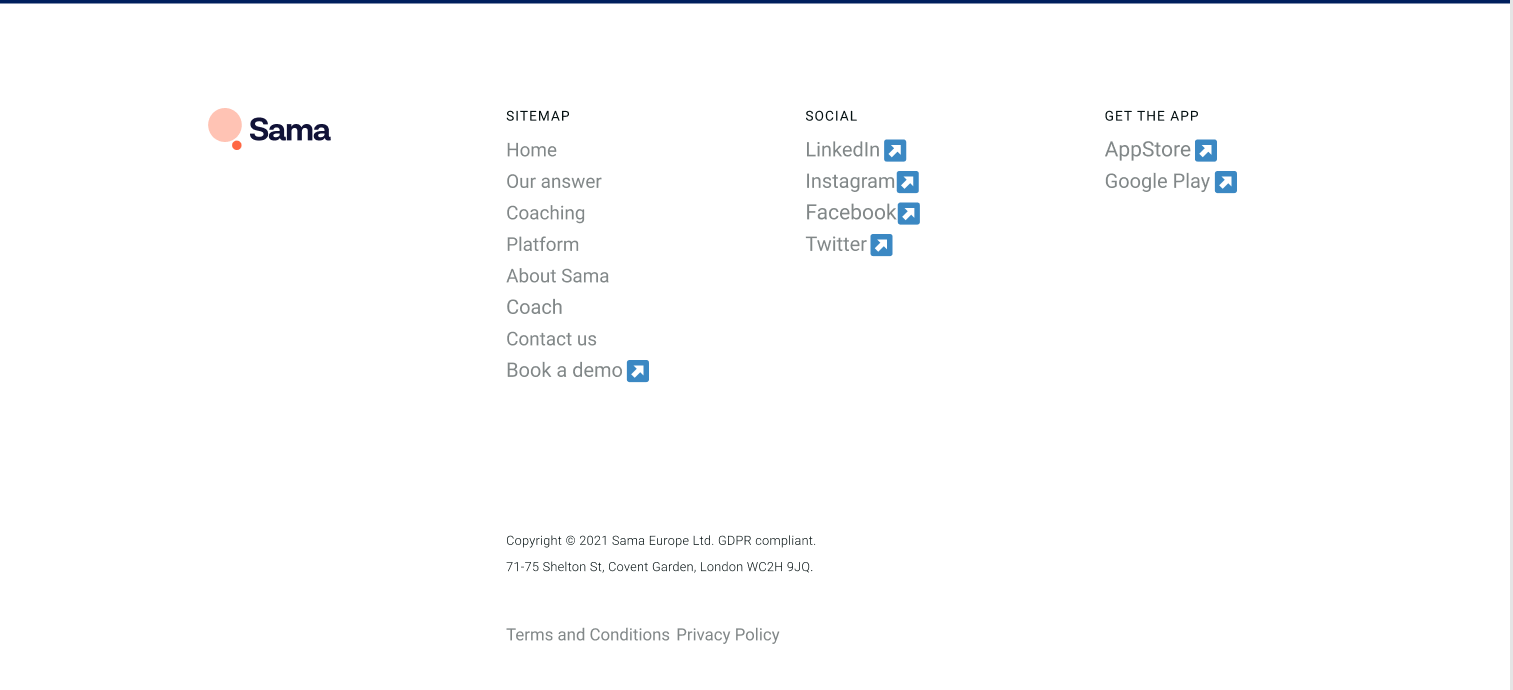 Sama
SITEMAP
Home
Our answer
Coaching
Platform
About Sama
Coach
Contact us
Book a demo ↗
SOCIAL
LinkedIn ↗
Instagram ↗
Facebook ↗
Twitter ↗
GET THE APP
AppStore ↗
Google Play ↗
Copyright © 2021 Sama Europe Ltd. GDPR compliant.
71-75 Shelton St, Covent Garden, London WC2H 9JQ.
Terms and Conditions Privacy Policy